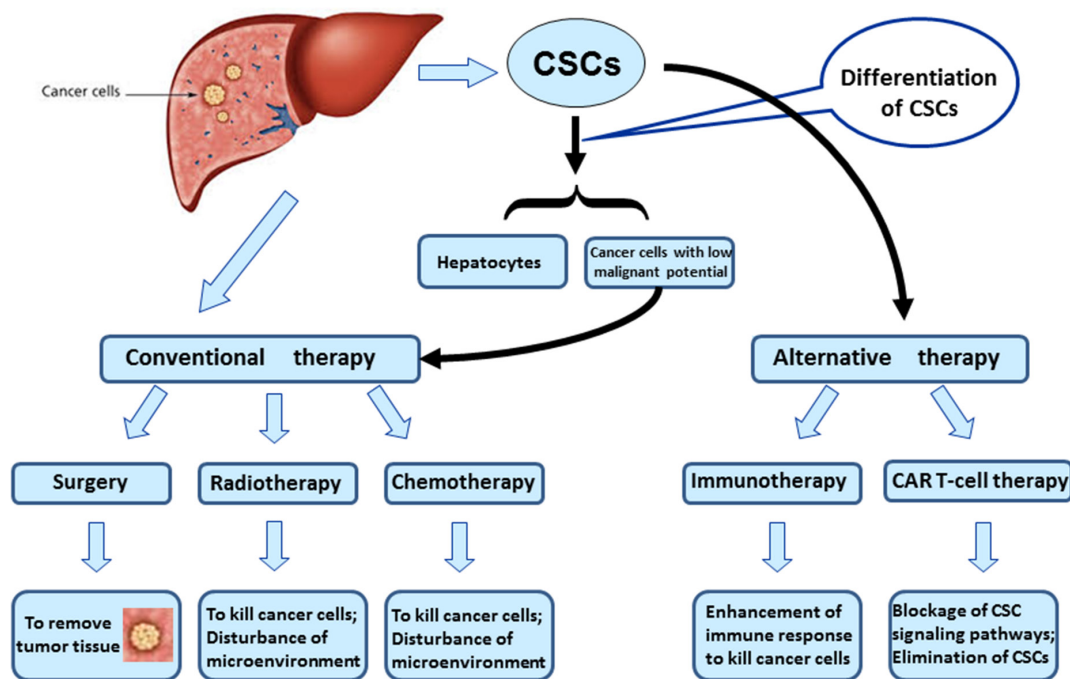 CSCs
Differentiation
of CSCs
Cancer cells
Hepatocytes
Cancer cells with low
malignant potential
Conventional therapy
Alternative therapy
Surgery
Radiotherapy
Chemotherapy
Immunotherapy
CAR T-cell therapy
To remove
tumor tissue
To kill cancer cells;
Disturbance of
microenvironment
To kill cancer cells;
Disturbance of
microenvironment
Enhancement of
immune response
to kill cancer cells
Blockage of CSC
signaling pathways;
Elimination of CSCs